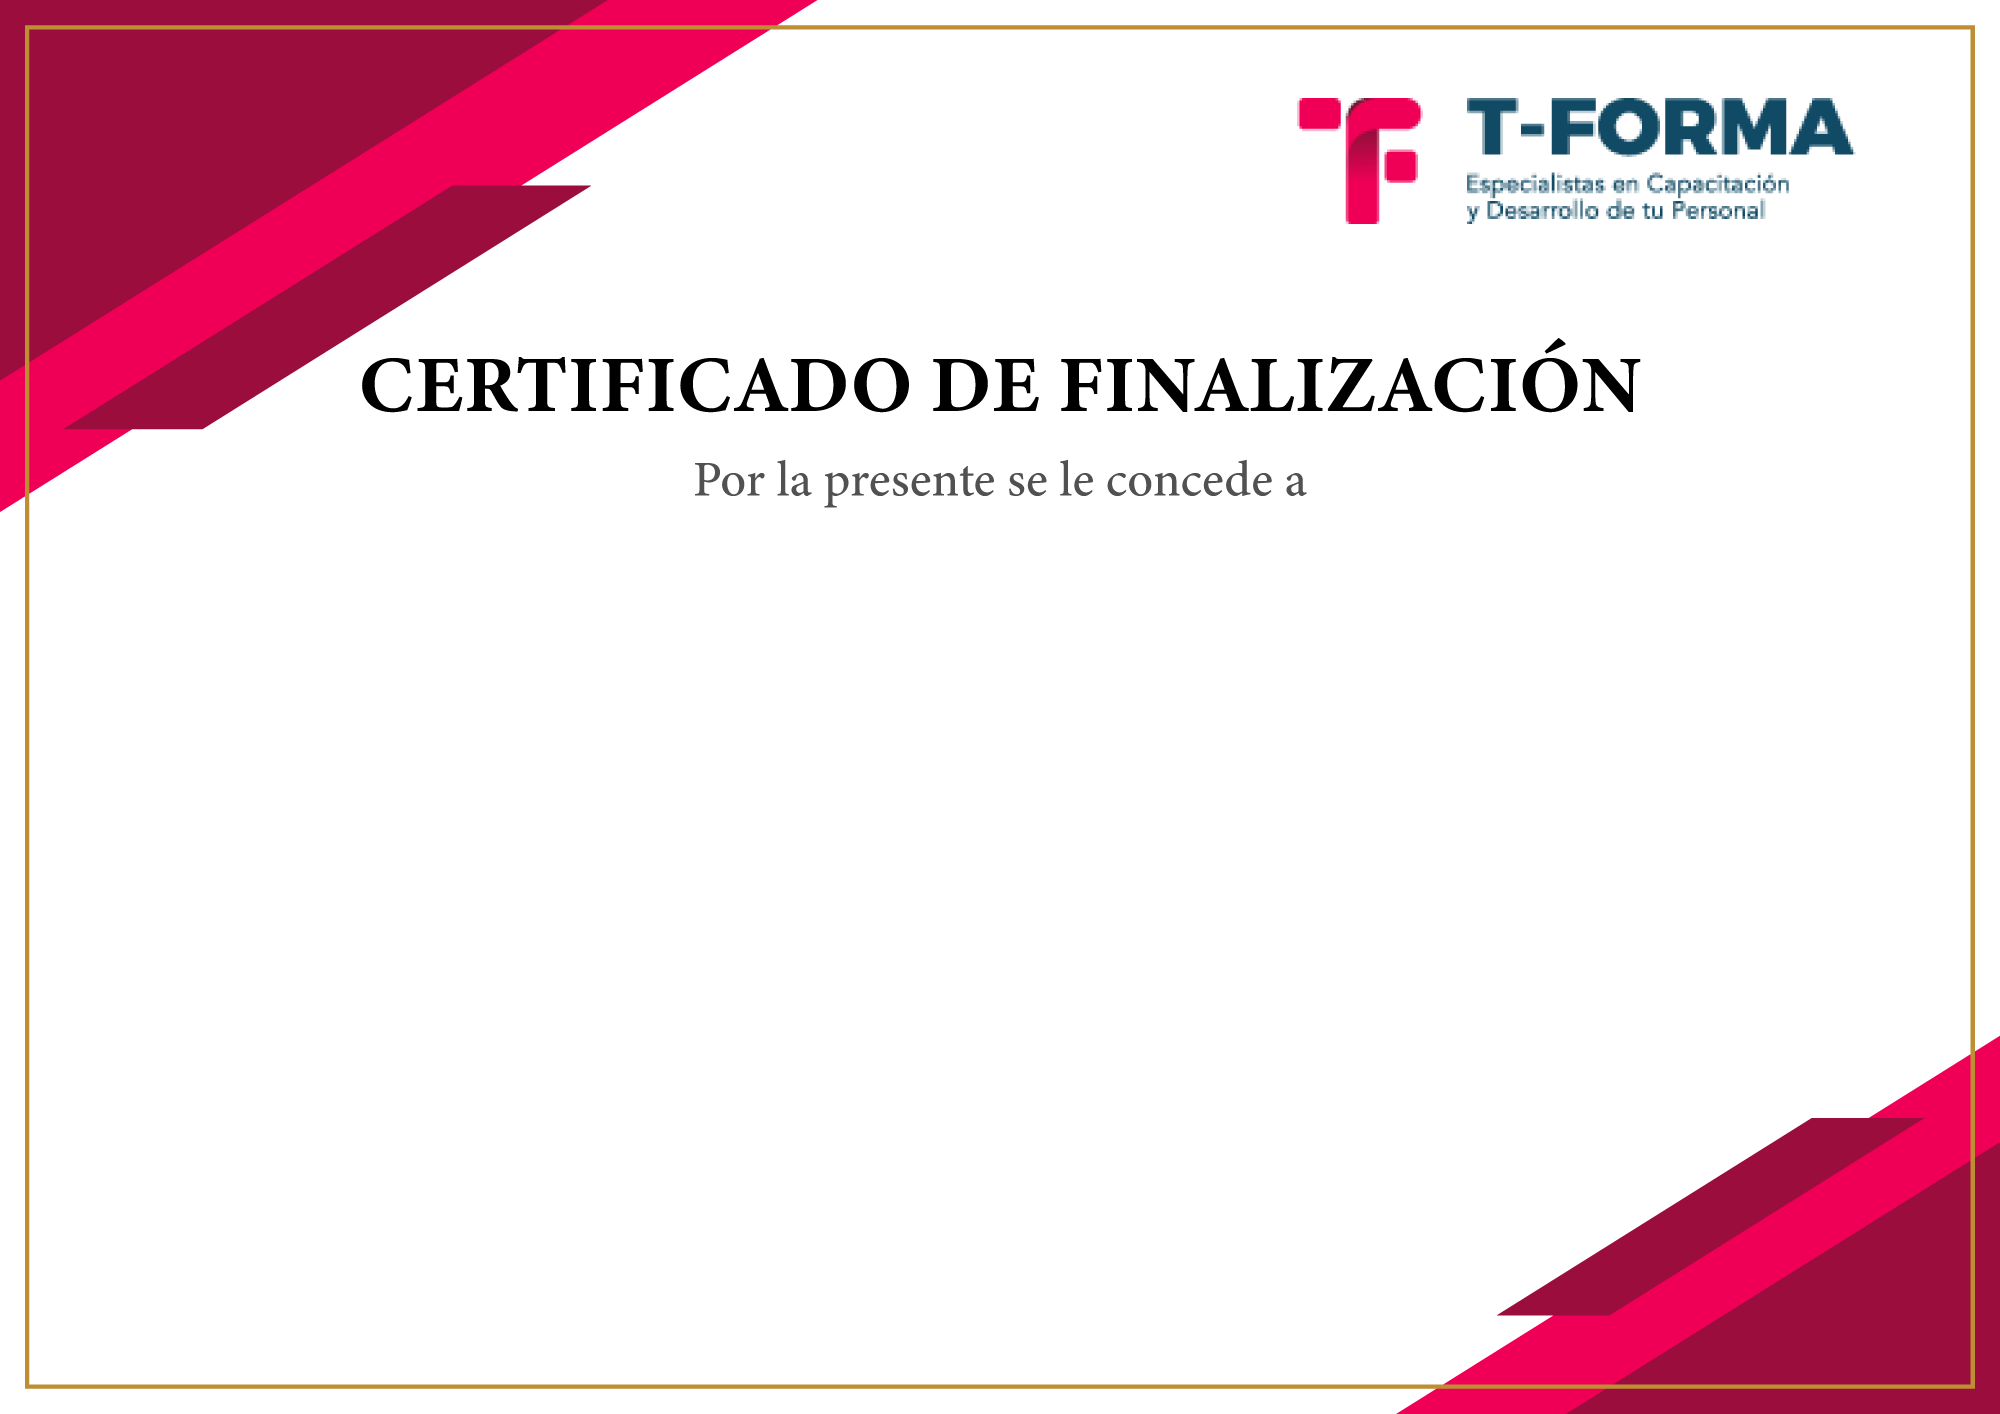 T-FORMA
Especialistas en Capacitación
y Desarrollo de tu Personal
CERTIFICADO DE FINALIZACIÓN
Por la presente se le concede a